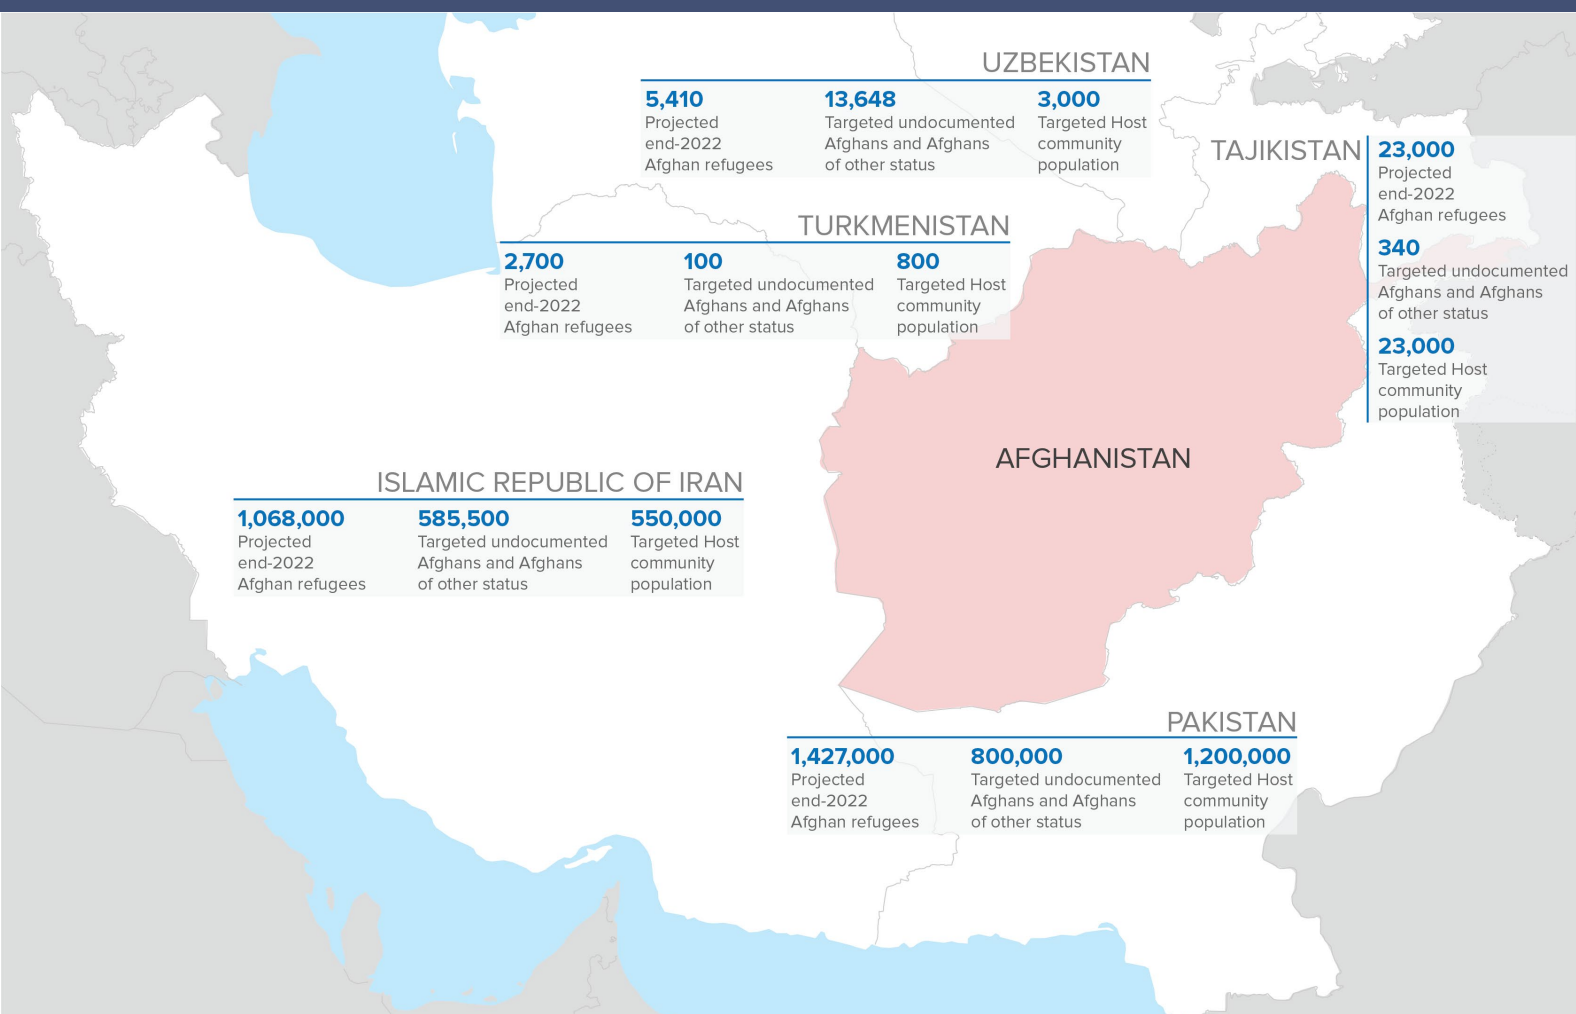 UZBEKISTAN
5,410
Projected
end-2022
Afghan refugees
13,648
Targeted undocumented
Afghans and Afghans
of other status
3,000
Targeted Host
community
population
TAJIKISTAN
23,000
Projected
end-2022
Afghan refugees
340
Targeted undocumented
Afghans and Afghans
of other status
23,000
Targeted Host
community
population
TURKMENISTAN
2,700
Projected
end-2022
Afghan refugees
100
Targeted undocumented
Afghans and Afghans
of other status
800
Targeted Host
community
population
AFGHANISTAN
ISLAMIC REPUBLIC OF IRAN
1,068,000
Projected
end-2022
Afghan refugees
585,500
Targeted undocumented
Afghans and Afghans
of other status
550,000
Targeted Host
community
population
PAKISTAN
1,427,000
Projected
end-2022
Afghan refugees
800,000
Targeted undocumented
Afghans and Afghans
of other status
1,200,000
Targeted Host
community
population